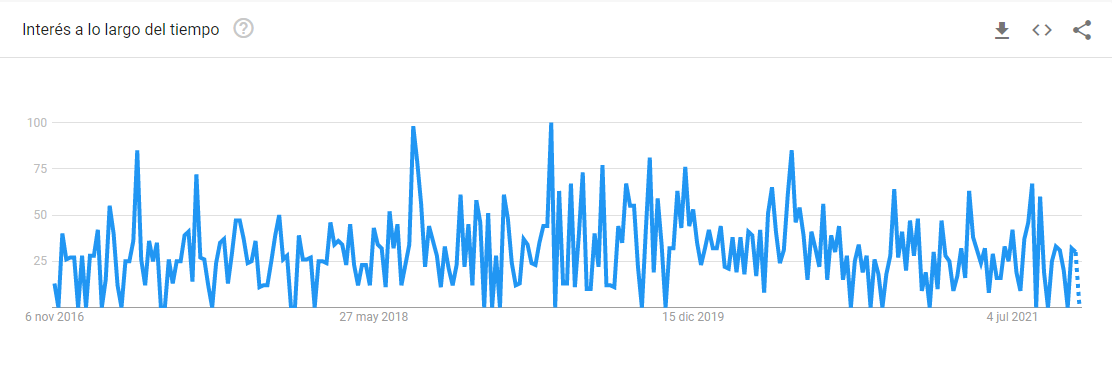 Interés a lo largo del tiempo
100
75
50
25
6 nov 2016
27 may 2018
15 dic 2019
4 jul 2021